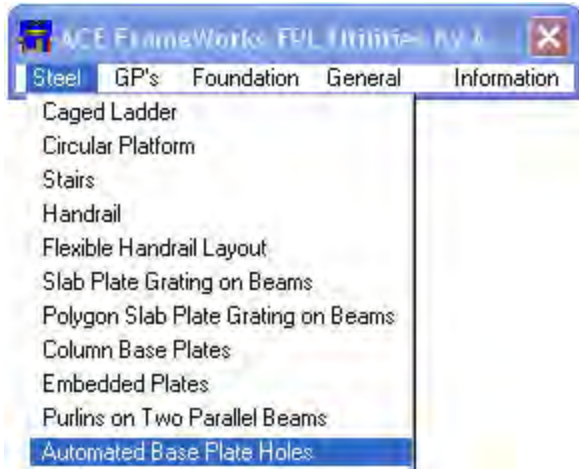 ACE FrameWorks FPL Utilities
Steel GP's Foundation General Information
Caged Ladder
Circular Platform
Stairs
Handrail
Flexible Handrail Layout
Slab Plate Grating on Beams
Polygon Slab Plate Grating on Beams
Column Base Plates
Embedded Plates
Purlins on Two Parallel Beams
Automated Base Plate Holes